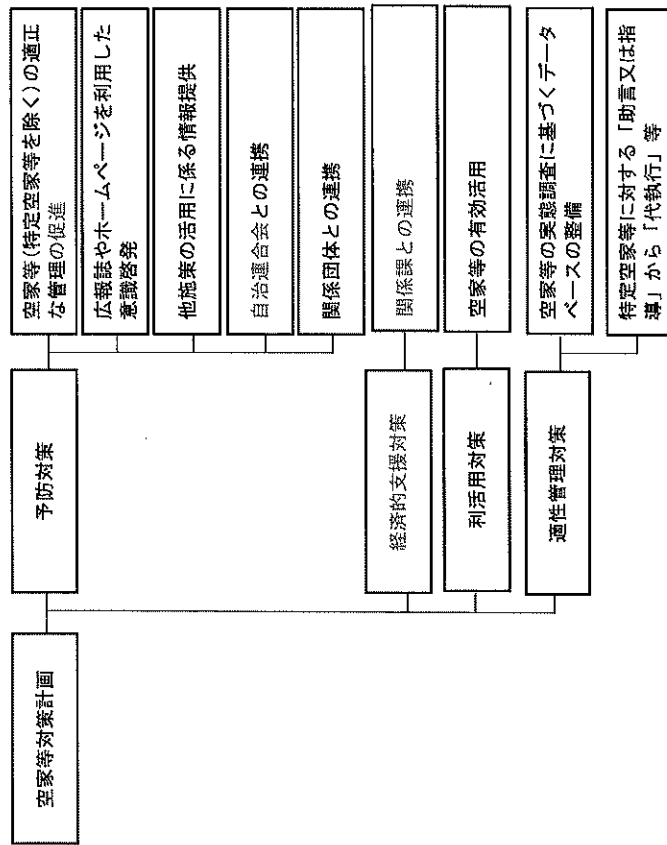 空家等対策計画
予防対策
空家等(特定空家等を除く)の適正
な管理の促進
広報誌やホームページを利用した
意識啓発
他施策の活用に係る情報提供
自治連合会との連携
関係団体との連携
経済的支援対策
関係課との連携
利活用対策
空家等の有効活用
適性管理対策
空家等の実態調査に基づくデータ
ベースの整備
特定空家等に対する「助言又は指
導」から「代執行」等